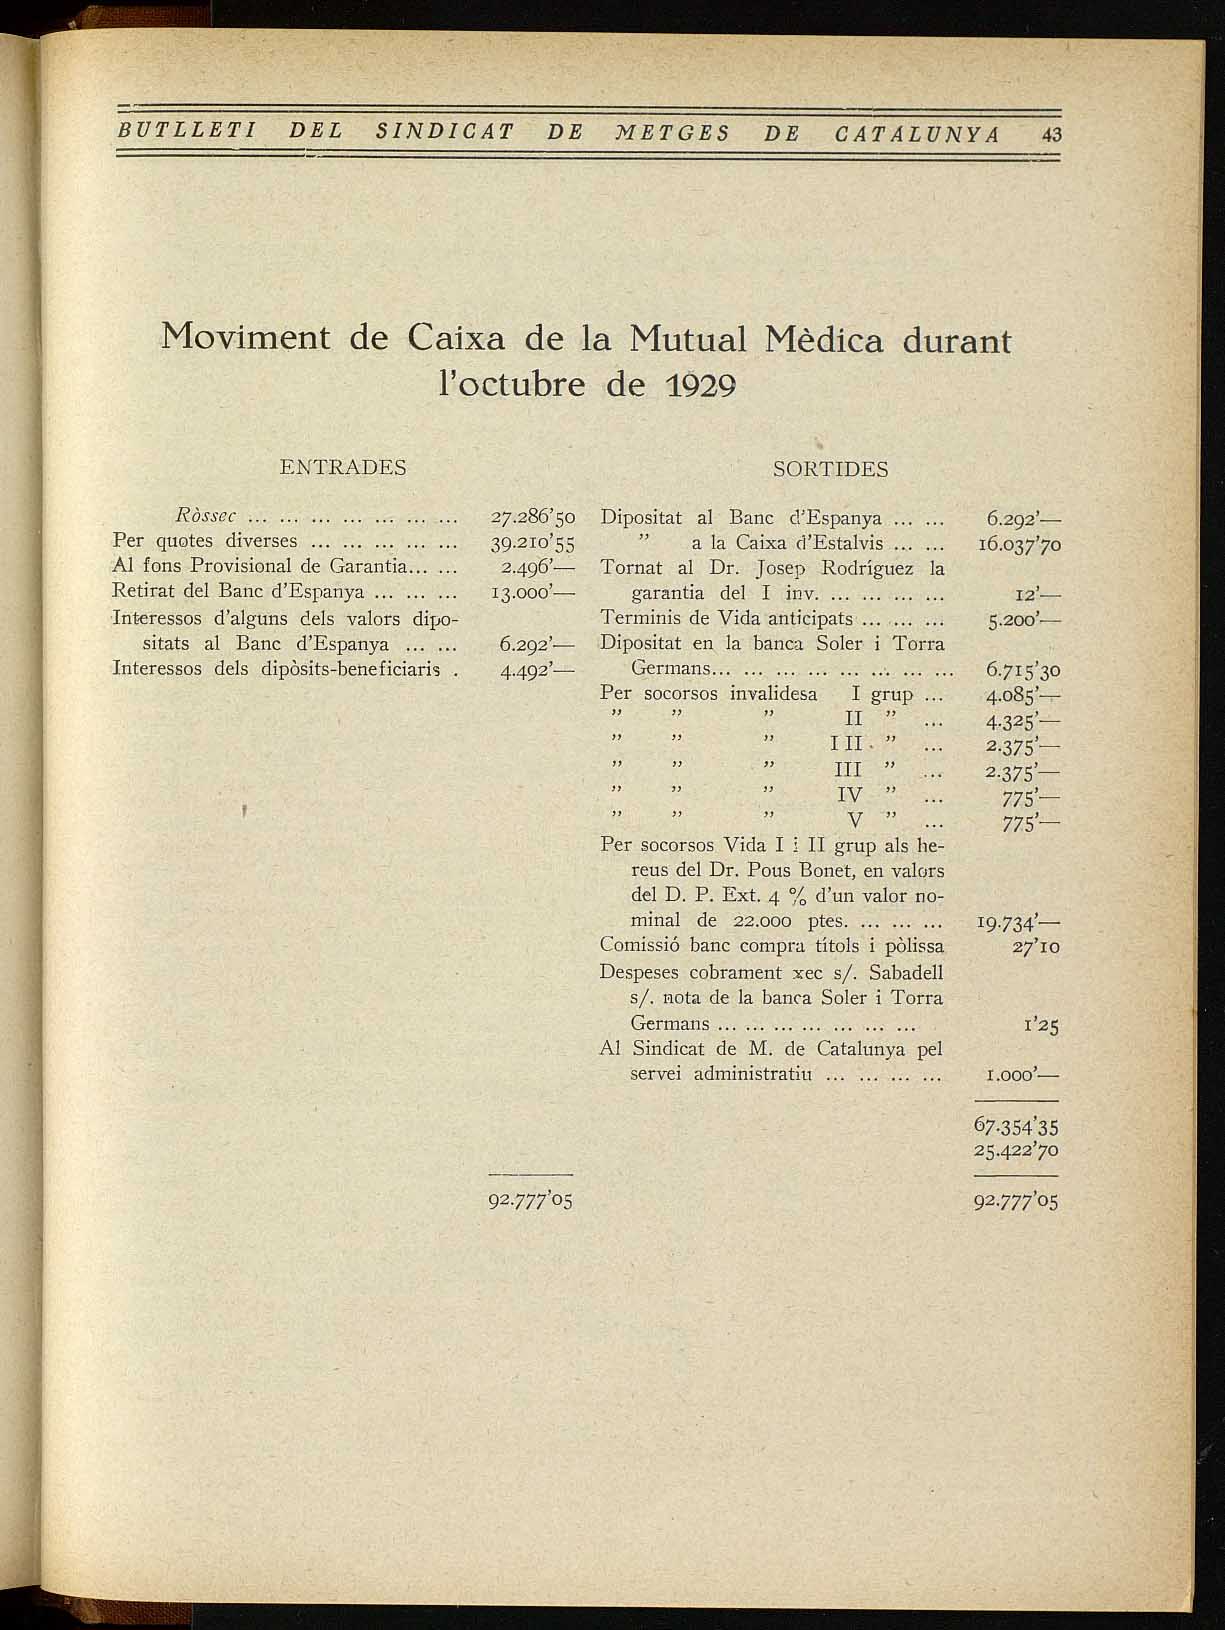 BUTLLETI DEL SINDICAT DE METGES DE CATALUNYA 43
Moviment de Caixa de la Mutual Mèdica durant
l'octubre de 1929
ENTRADES
Ròssec ... ... ... ... ... ... ... 27.286'50
Per quotes diverses ... ... ... ... ... 39.210'55
Al fons Provisional de Garantia... ... 2.496'—
Retirat del Banc d'Espanya ... ... ... 13.000'—
Interessos d'alguns dels valors dipo-
sitats al Banc d'Espanya ... ... 6.292'—
Interessos dels dipòsits-beneficiaris . 4.492'—
92.777'05
SORTIDES
Dipositat al Banc d'Espanya ... ... 6.292'—
" a la Caixa d'Estalvis ... ... 16.037'70
Tornat al Dr. Josep Rodríguez la
garantia del I inv. ... ... ... ... 12'—
Terminis de Vida anticipats ... ... ... 5.200'—
Dipositat en la banca Soler i Torra
Germans... ... ... ... ... ... ... ... 6.715'30
Per socorsos invalidesa I grup ... 4.085'—
" " " II " ... 4.325'—
" " " I II. " ... 2.375'—
" " " III " ... 2.375'—
" " " IV " ... 775'—
" " " V " ... 775'—
Per socorsos Vida I i II grup als he-
reus del Dr. Pous Bonet, en valors
del D. P. Ext. 4 % d'un valor no-
minal de 22.000 ptes. ... ... ... 19.734'—
Comissió banc compra títols i pòlissa 27'10
Despeses cobrament xec s/. Sabadell
s/. nota de la banca Soler i Torra
Germans ... ... ... ... ... ... ... 1'25
Al Sindicat de M. de Catalunya pel
servei administratiu ... ... ... ... 1.000'—
67.354'35
25.422'70
92.777'05